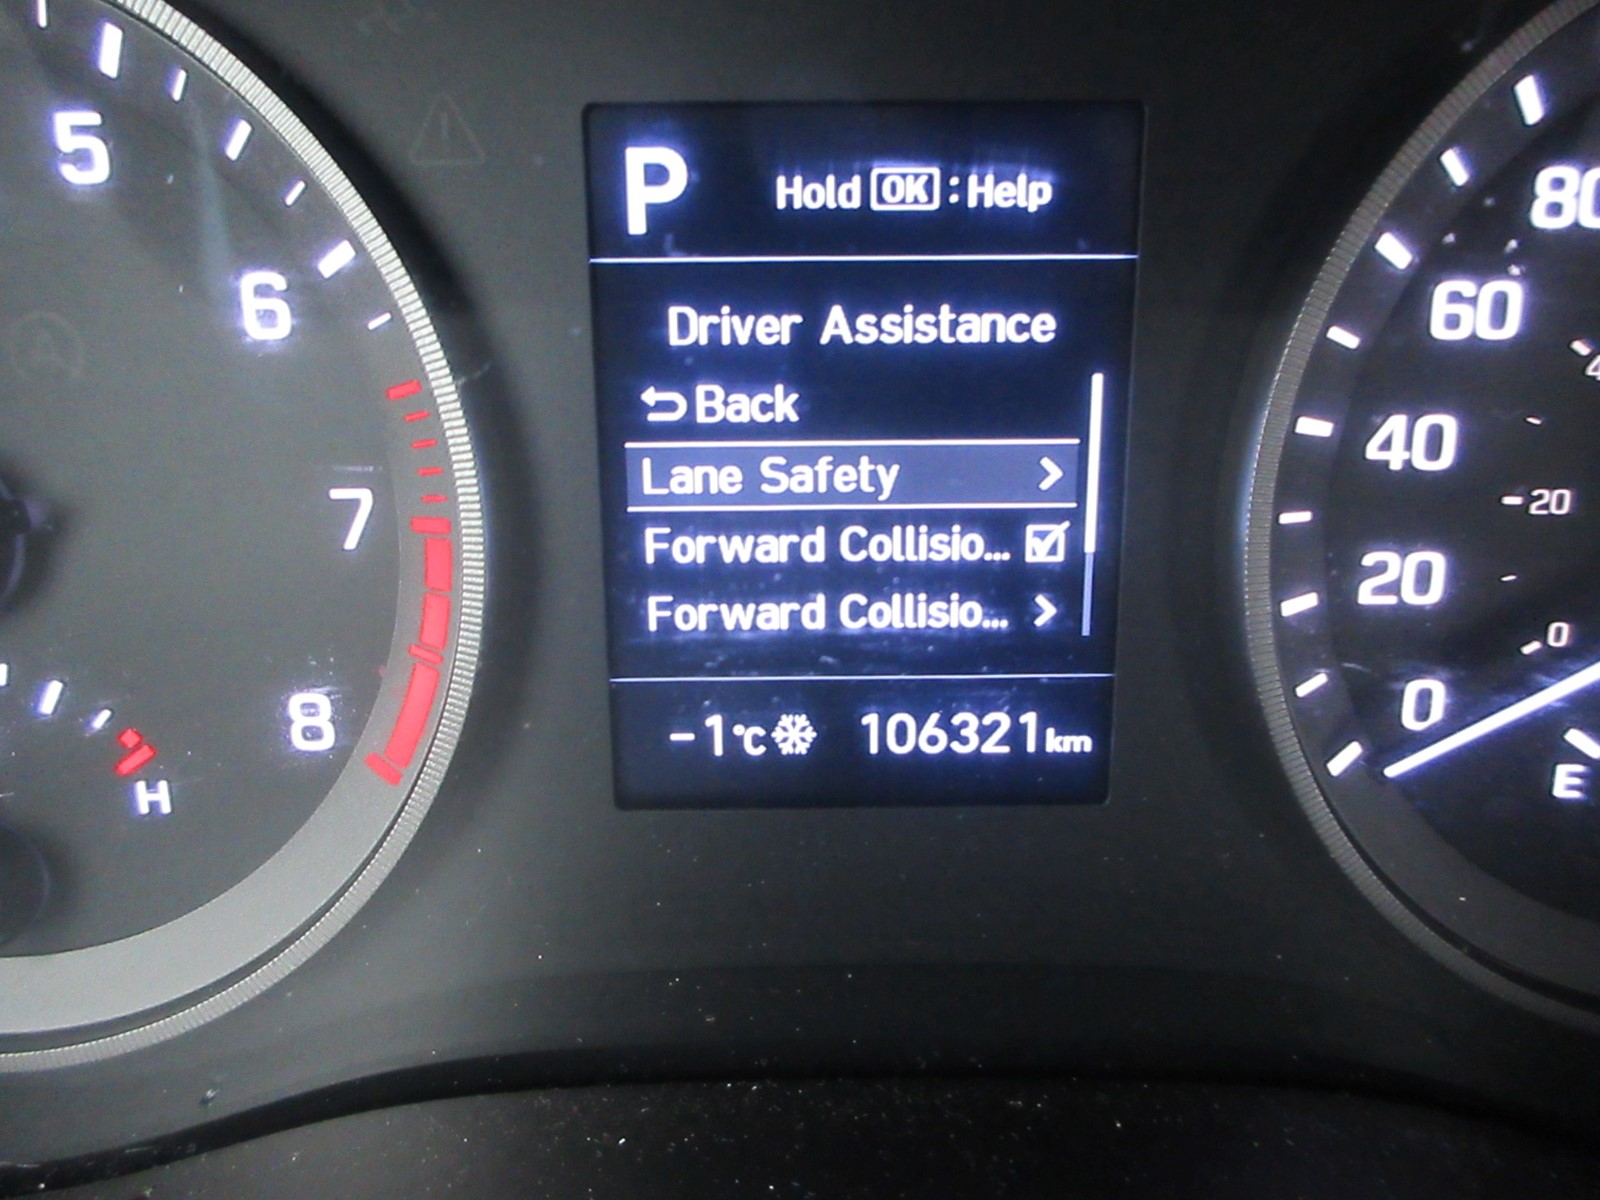 5
6
7
8
H
P
Hold OK : Help
Driver Assistance
Back
Lane Safety
Forward Collisio...
Forward Collisio...
-1°C 106321km
80
60
40
20
0
20
0
E